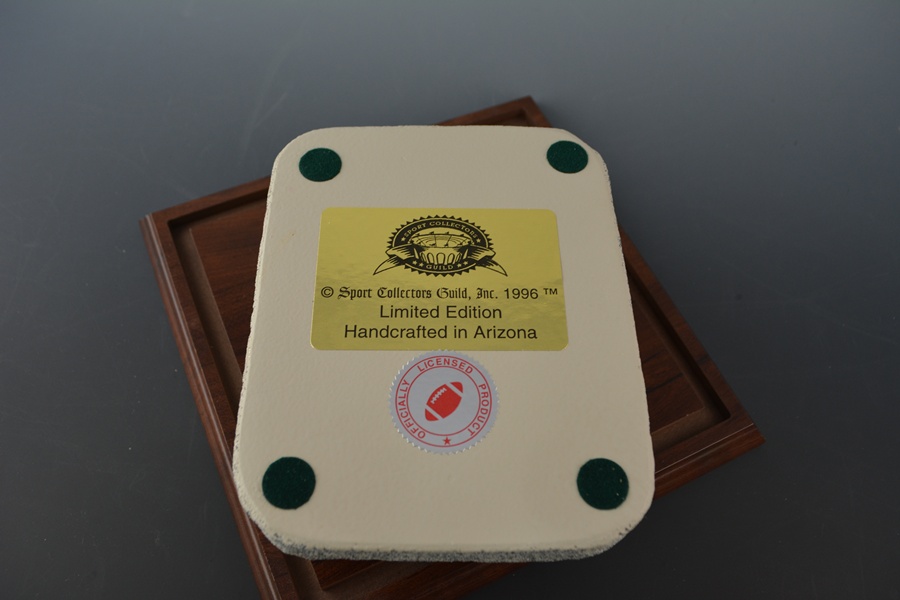 SPORT COLLECTORS
GUILD
© Sport Collectors Guild, Inc. 1996 ™
Limited Edition
Handcrafted in Arizona
OFFICIALLY LICENSED PRODUCT